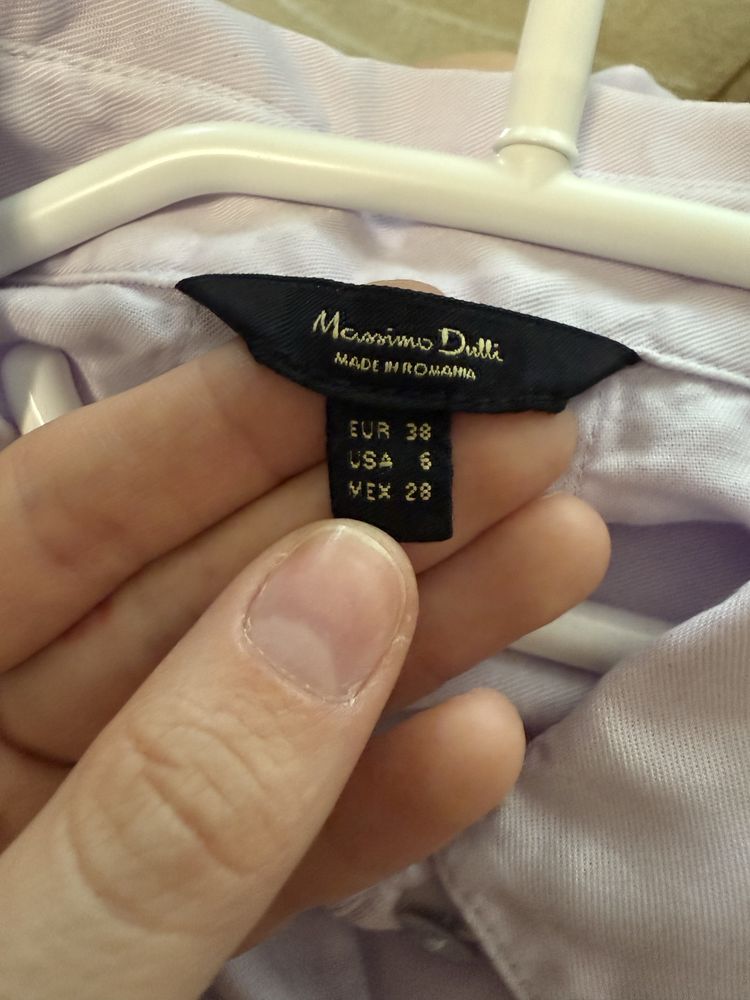 Massimo Dutti
MADE IN ROMANIA
EUR 38
USA 6
MEX 28